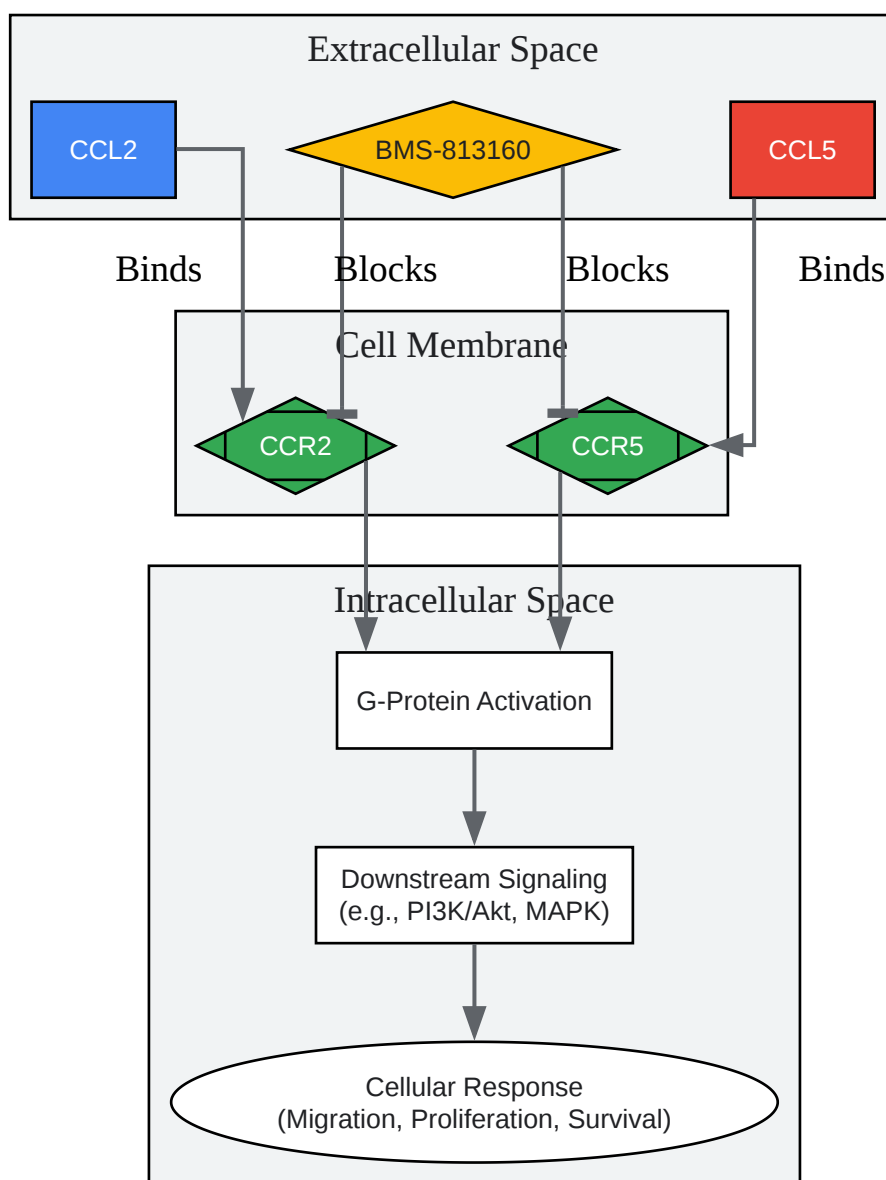 Extracellular Space
CCL2
BMS-813160
CCL5
Binds
Blocks
Blocks
Binds
Cell Membrane
CCR2
CCR5
Intracellular Space
G-Protein Activation
Downstream Signaling
(e.g., PI3K/Akt, MAPK)
Cellular Response
(Migration, Proliferation, Survival)